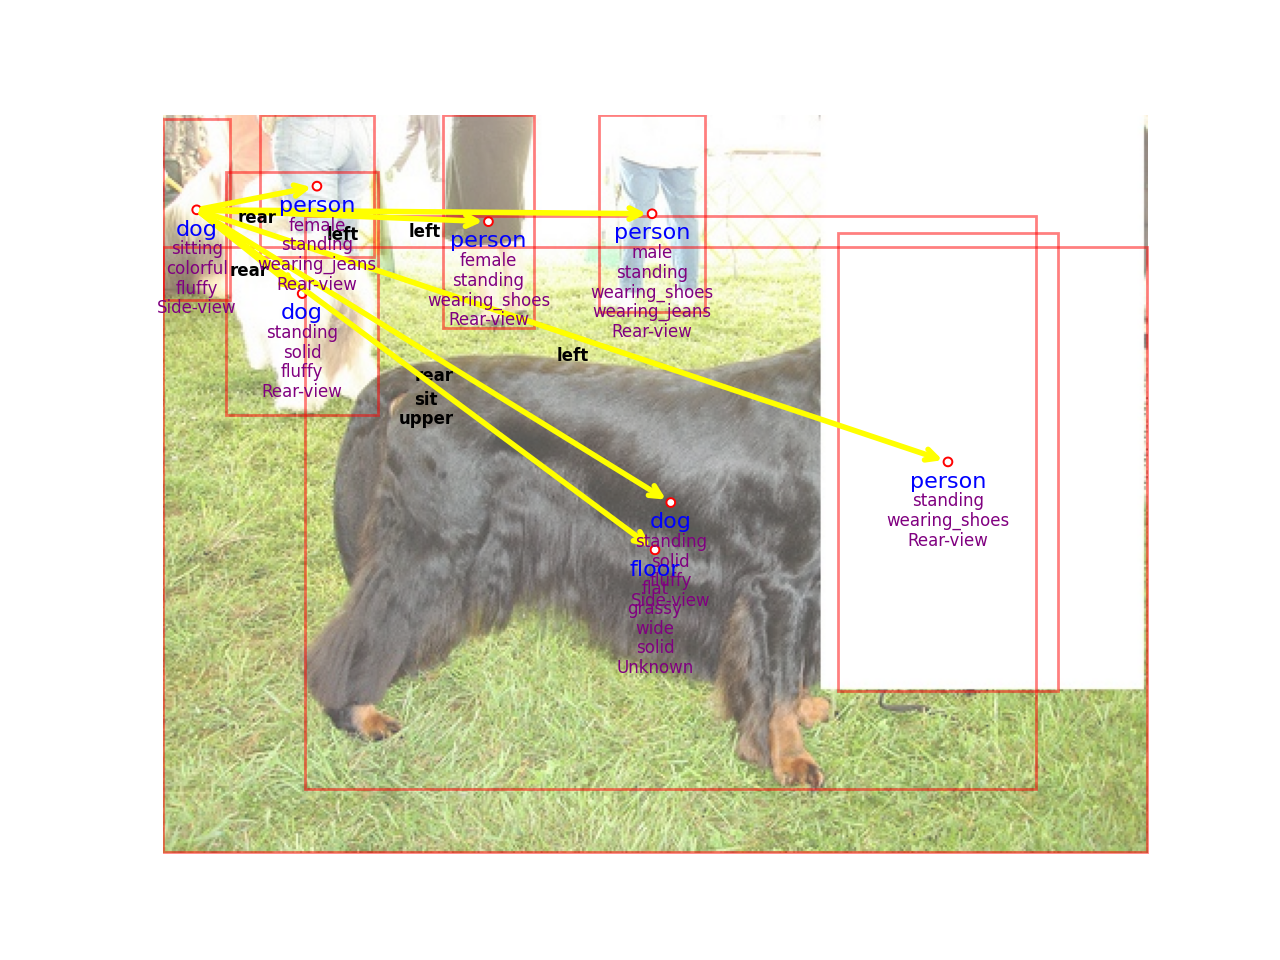 dog
sitting
colorful
fluffy
Side-view
person
female
standing
wearing_jeans
Rear-view
dog
standing
solid
fluffy
Rear-view
person
female
standing
wearing_shoes
Rear-view
person
male
standing
wearing_shoes
wearing_jeans
Rear-view
person
standing
wearing_shoes
Rear-view
dog
standing
solid
fluffy
Side-view
floor
flat
grassy
wide
solid
Unknown
rear
left
left
rear
left
rear
sit
upper